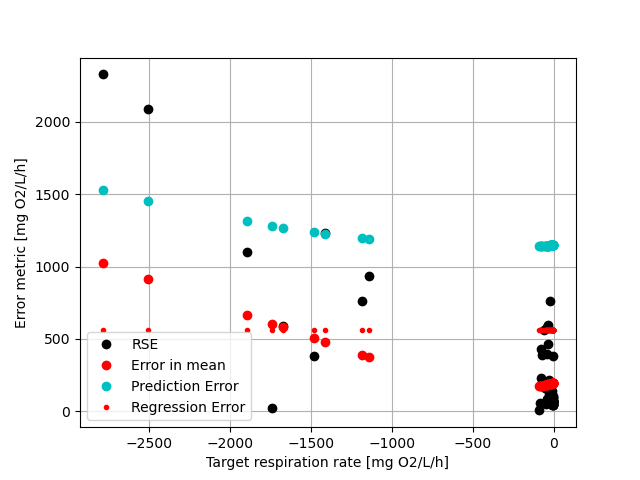 2000
1500
1000
500
0
Error metric [mg O2/L/h]
RSE
Error in mean
Prediction Error
Regression Error
−2500 −2000 −1500 −1000 −500 0
Target respiration rate [mg O2/L/h]